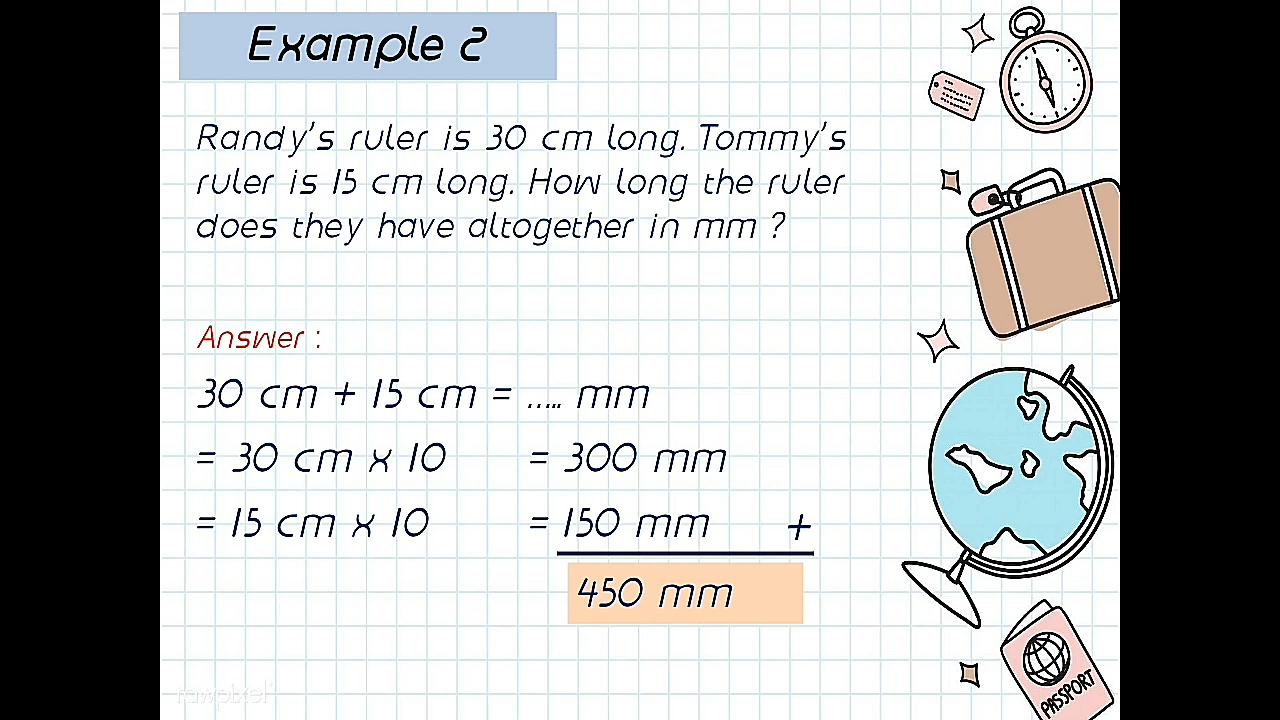 Example 2
Randy's ruler is 30 cm long. Tommy's
ruler is 15 cm long. How long the ruler
does they have altogether in mm ?
Answer :
30 cm + 15 cm = ..... mm
= 30 cm x 10 = 300 mm
= 15 cm x 10 = 150 mm +
450 mm
PASSPORT
rawpixel